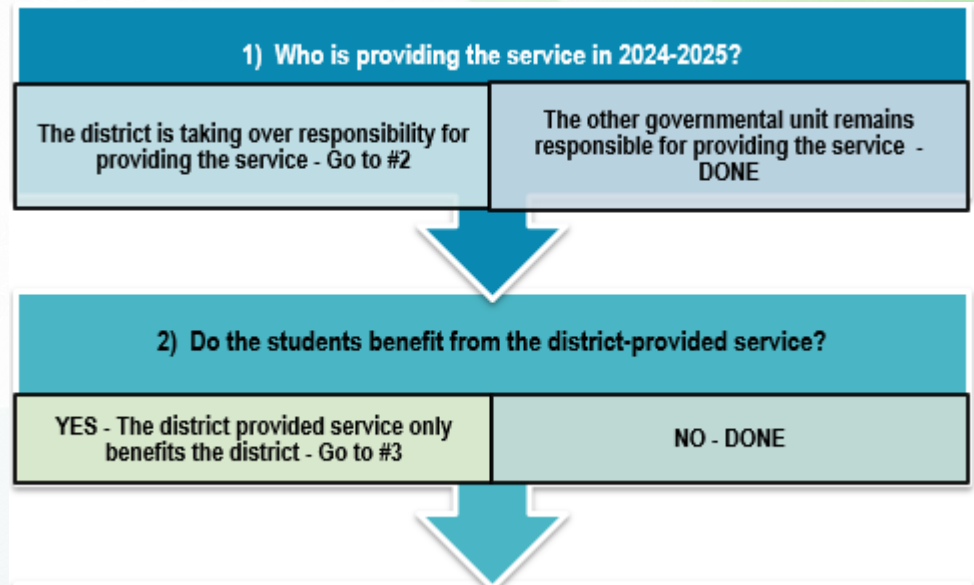 1) Who is providing the service in 2024-2025?
The district is taking over responsibility for
providing the service - Go to #2
The other governmental unit remains
responsible for providing the service -
DONE
2) Do the students benefit from the district-provided service?
YES - The district provided service only
benefits the district - Go to #3
NO - DONE